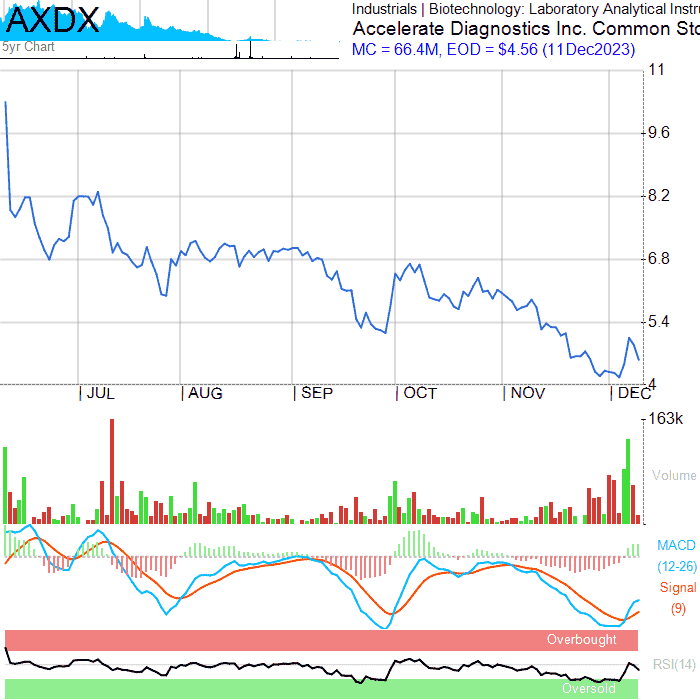 AXDX
5yr Chart
Industrials | Biotechnology: Laboratory Analytical Instru
Accelerate Diagnostics Inc. Common Sto
MC = 66.4M, EOD = $4.56 (11Dec2023)
11
9.6
8.2
6.8
5.4
4
JUL AUG SEP OCT NOV DEC
163k
Volume
MACD
(12-26)
Signal
(9)
Overbought
RSI(14)
Oversold